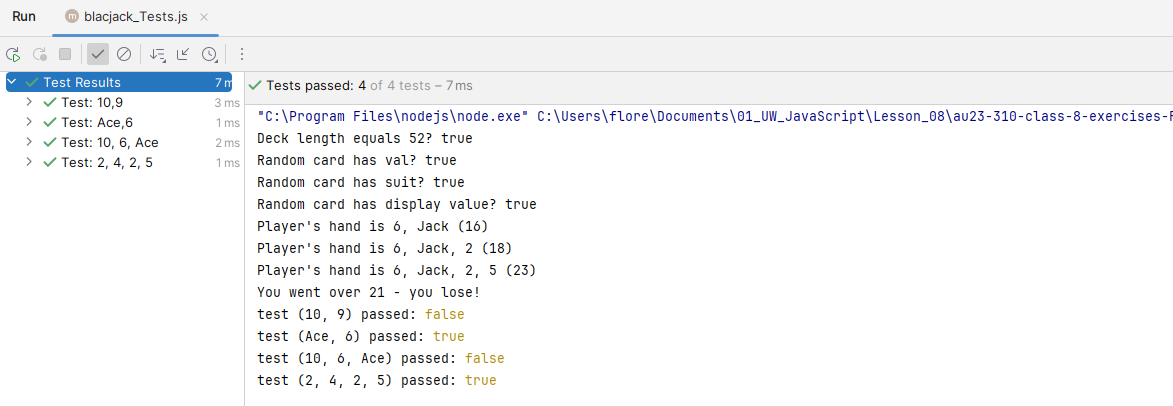 Run blacjack_Tests.js
Tests passed: 4 of 4 tests – 7 ms
Test Results 7 m
Test: 10,9 3 ms
Test: Ace,6 1 ms
Test: 10, 6, Ace 2 ms
Test: 2, 4, 2, 5 1 ms
"C:\Program Files\nodejs\node.exe" C:\Users\flore\Documents\01_UW_JavaScript\Lesson_08\au23-310-class-8-exercises-F
Deck length equals 52? true
Random card has val? true
Random card has suit? true
Random card has display value? true
Player's hand is 6, Jack (16)
Player's hand is 6, Jack, 2 (18)
Player's hand is 6, Jack, 2, 5 (23)
You went over 21 - you lose!
test (10, 9) passed: false
test (Ace, 6) passed: true
test (10, 6, Ace) passed: false
test (2, 4, 2, 5) passed: true